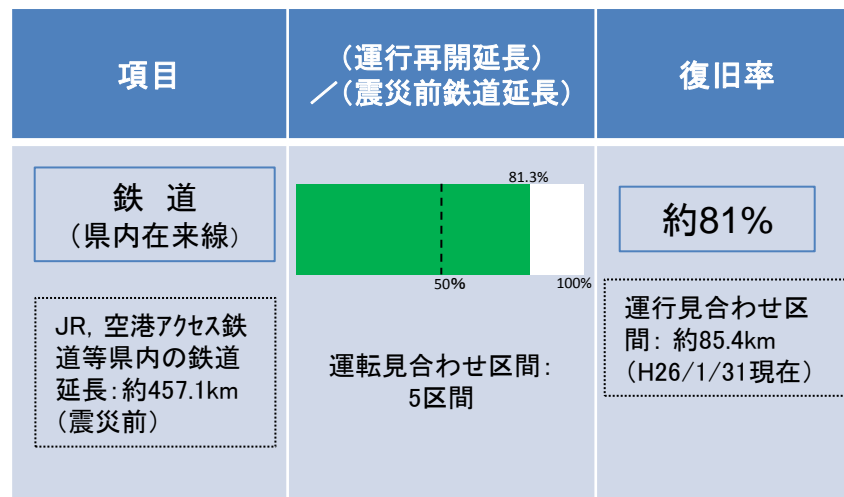 項目
(運行再開延長)
／(震災前鉄道延長)
復旧率
鉄 道
(県内在来線)
JR, 空港アクセス鉄
道等県内の鉄道
延長:約457.1km
(震災前)
81.3%
50%
100%
運転見合わせ区間:
5区間
約81%
運行見合わせ区
間: 約85.4km
(H26/1/31現在)